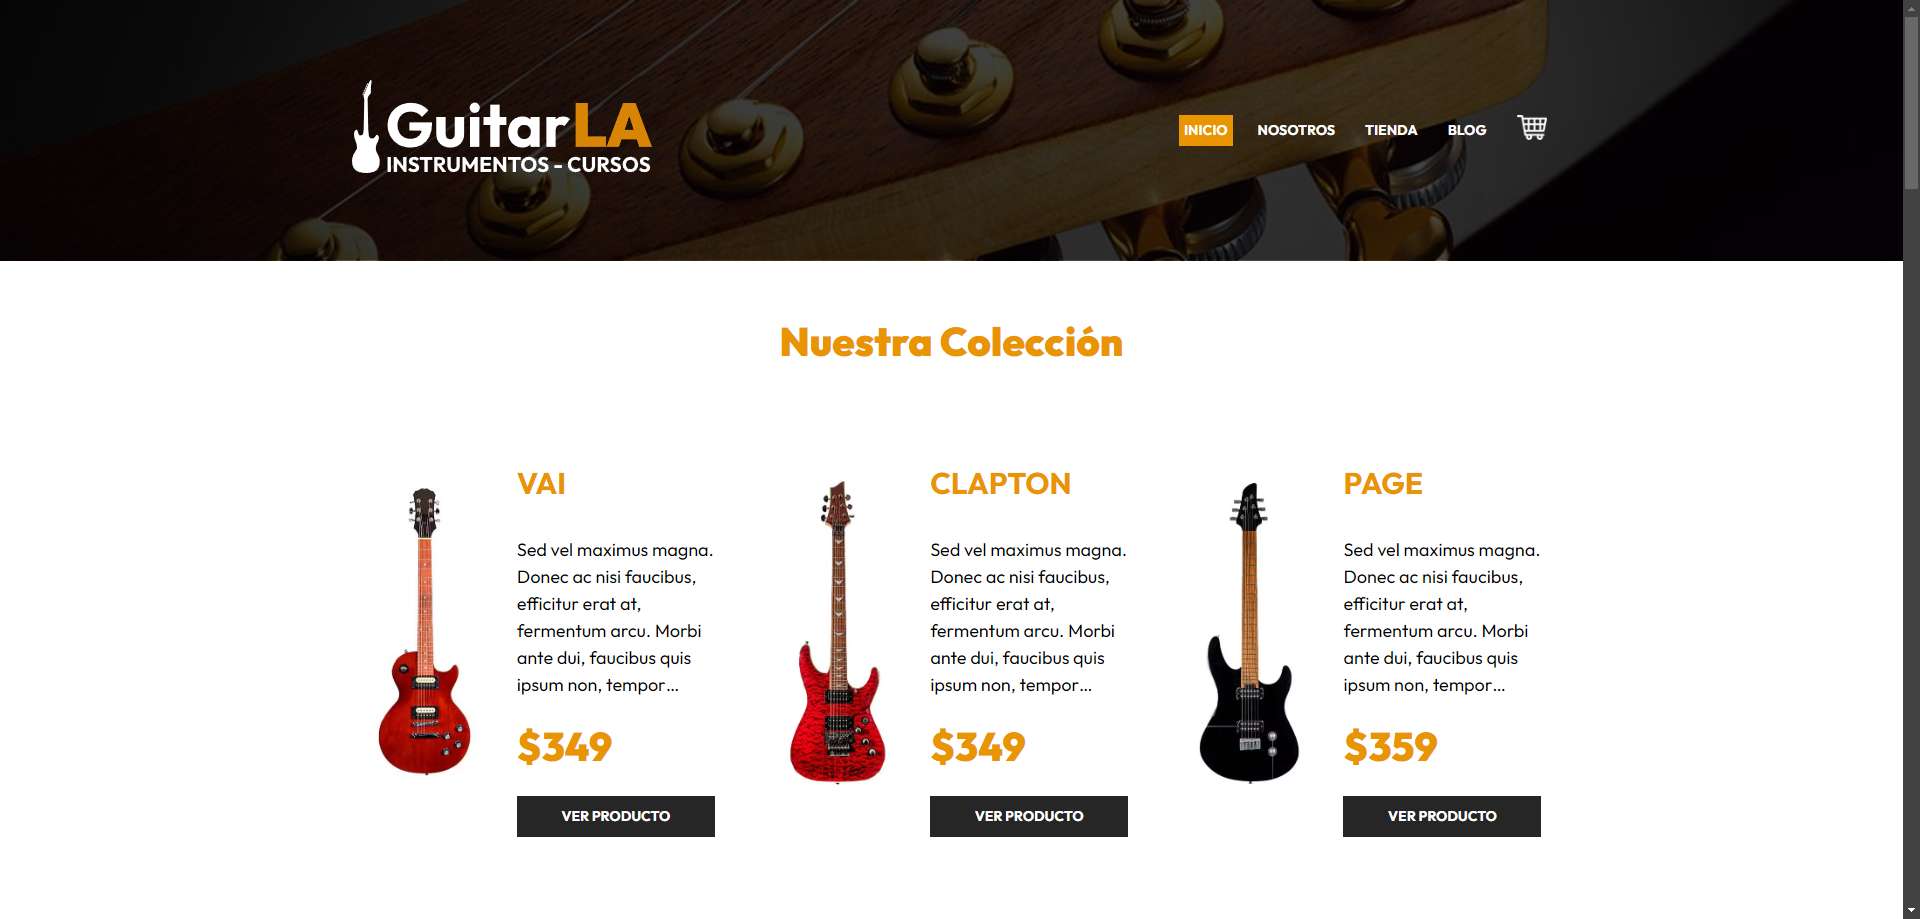 GuitarLA
INSTRUMENTOS - CURSOS
INICIO NOSOTROS TIENDA BLOG
Nuestra Colección
VAI
Sed vel maximus magna.
Donec ac nisi faucibus,
efficitur erat at,
fermentum arcu. Morbi
ante dui, faucibus quis
ipsum non, tempor...
$349
VER PRODUCTO
CLAPTON
Sed vel maximus magna.
Donec ac nisi faucibus,
efficitur erat at,
fermentum arcu. Morbi
ante dui, faucibus quis
ipsum non, tempor...
$349
VER PRODUCTO
PAGE
Sed vel maximus magna.
Donec ac nisi faucibus,
efficitur erat at,
fermentum arcu. Morbi
ante dui, faucibus quis
ipsum non, tempor...
$359
VER PRODUCTO